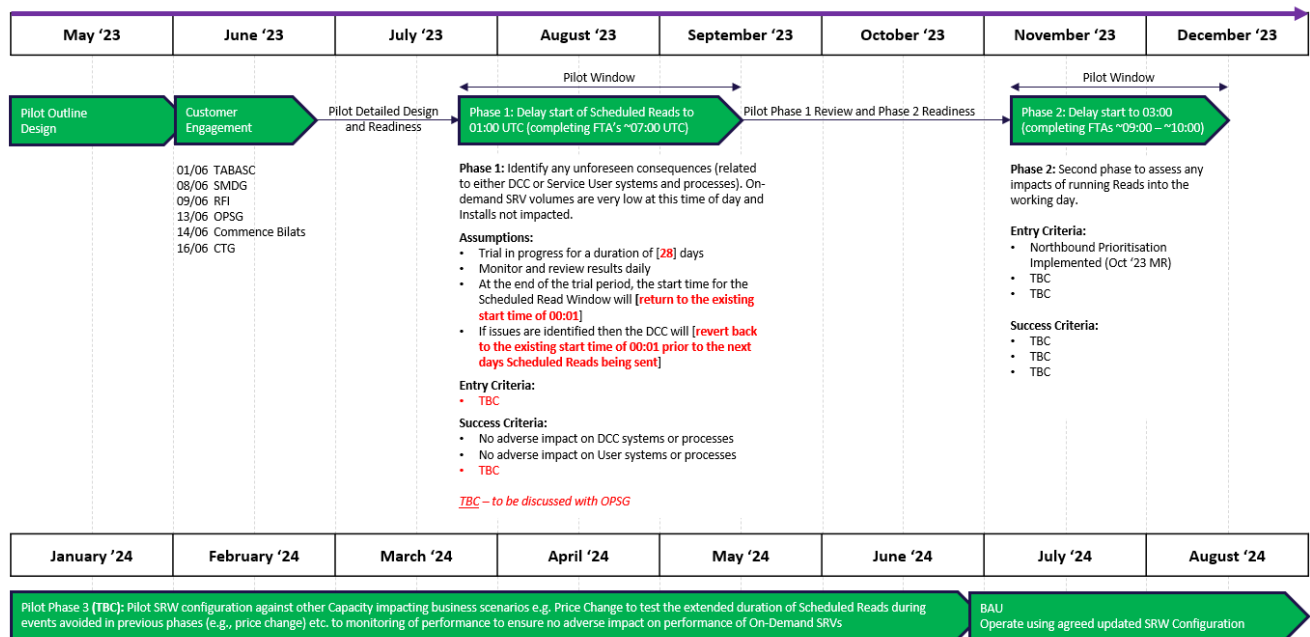 May '23
June '23
July '23
August '23
September '23
October '23
November '23
December '23
Pilot Window
Pilot Window
Pilot Outline
Design
Customer
Engagement
Pilot Detailed Design
and Readiness
Phase 1: Delay start of Scheduled Reads to
01:00 UTC (completing FTA's ~07:00 UTC)
Pilot Phase 1 Review and Phase 2 Readiness
Phase 2: Delay start to 03:00
(completing FTAs ~09:00 – ~10:00)
01/06 TABASC
08/06 SMDG
09/06 RFI
13/06 OPSG
14/06 Commence Bilats
16/06 CTG
Phase 1: Identify any unforeseen consequences (related
to either DCC or Service User systems and processes). On-
demand SRV volumes are very low at this time of day and
Installs not impacted.
Assumptions:
• Trial in progress for a duration of [28] days
• Monitor and review results daily
• At the end of the trial period, the start time for the
Scheduled Read Window will [return to the existing
start time of 00:01]
• If issues are identified then the DCC will [revert back
to the existing start time of 00:01 prior to the next
days Scheduled Reads being sent]
Entry Criteria:
• TBC
Success Criteria:
• No adverse impact on DCC systems or processes
• No adverse impact on User systems or processes
• TBC
TBC – to be discussed with OPSG
Phase 2: Second phase to assess any
impacts of running Reads into the
working day.
Entry Criteria:
• Northbound Prioritisation
Implemented (Oct '23 MR)
• TBC
• TBC
Success Criteria:
• TBC
• TBC
• TBC
January '24
February '24
March '24
April '24
May '24
June '24
July '24
August '24
Pilot Phase 3 (TBC): Pilot SRW configuration against other Capacity impacting business scenarios e.g. Price Change to test the extended duration of Scheduled Reads during
events avoided in previous phases (e.g., price change) etc. to monitoring of performance to ensure no adverse impact on performance of On-Demand SRVs
BAU
Operate using agreed updated SRW Configuration